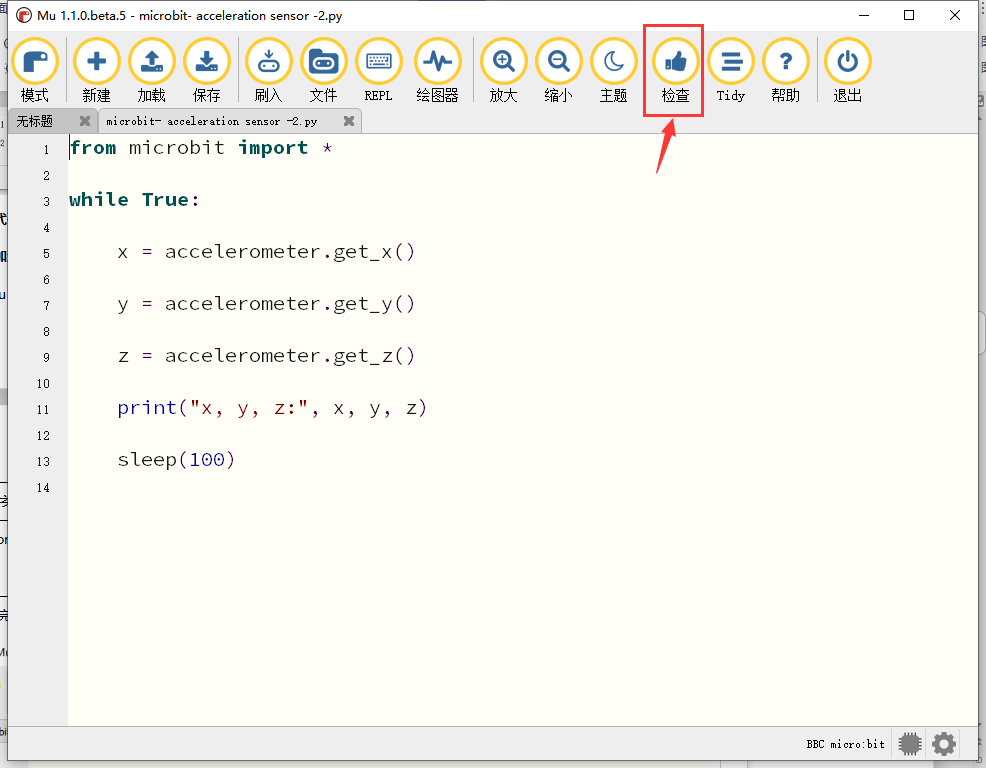 Mu 1.1.0.beta.5 - microbit- acceleration sensor -2.py
模式 新建 加载 保存 刷入 文件 REPL 绘图器 放大 缩小 主题 检查 Tidy 帮助 退出
无标题 microbit- acceleration sensor -2.py
1 from microbit import *
2
3 while True:
4
5 x = accelerometer.get_x()
6
7 y = accelerometer.get_y()
8
9 z = accelerometer.get_z()
10
11 print("x, y, z:", x, y, z)
12
13 sleep(100)
14
BBC micro:bit